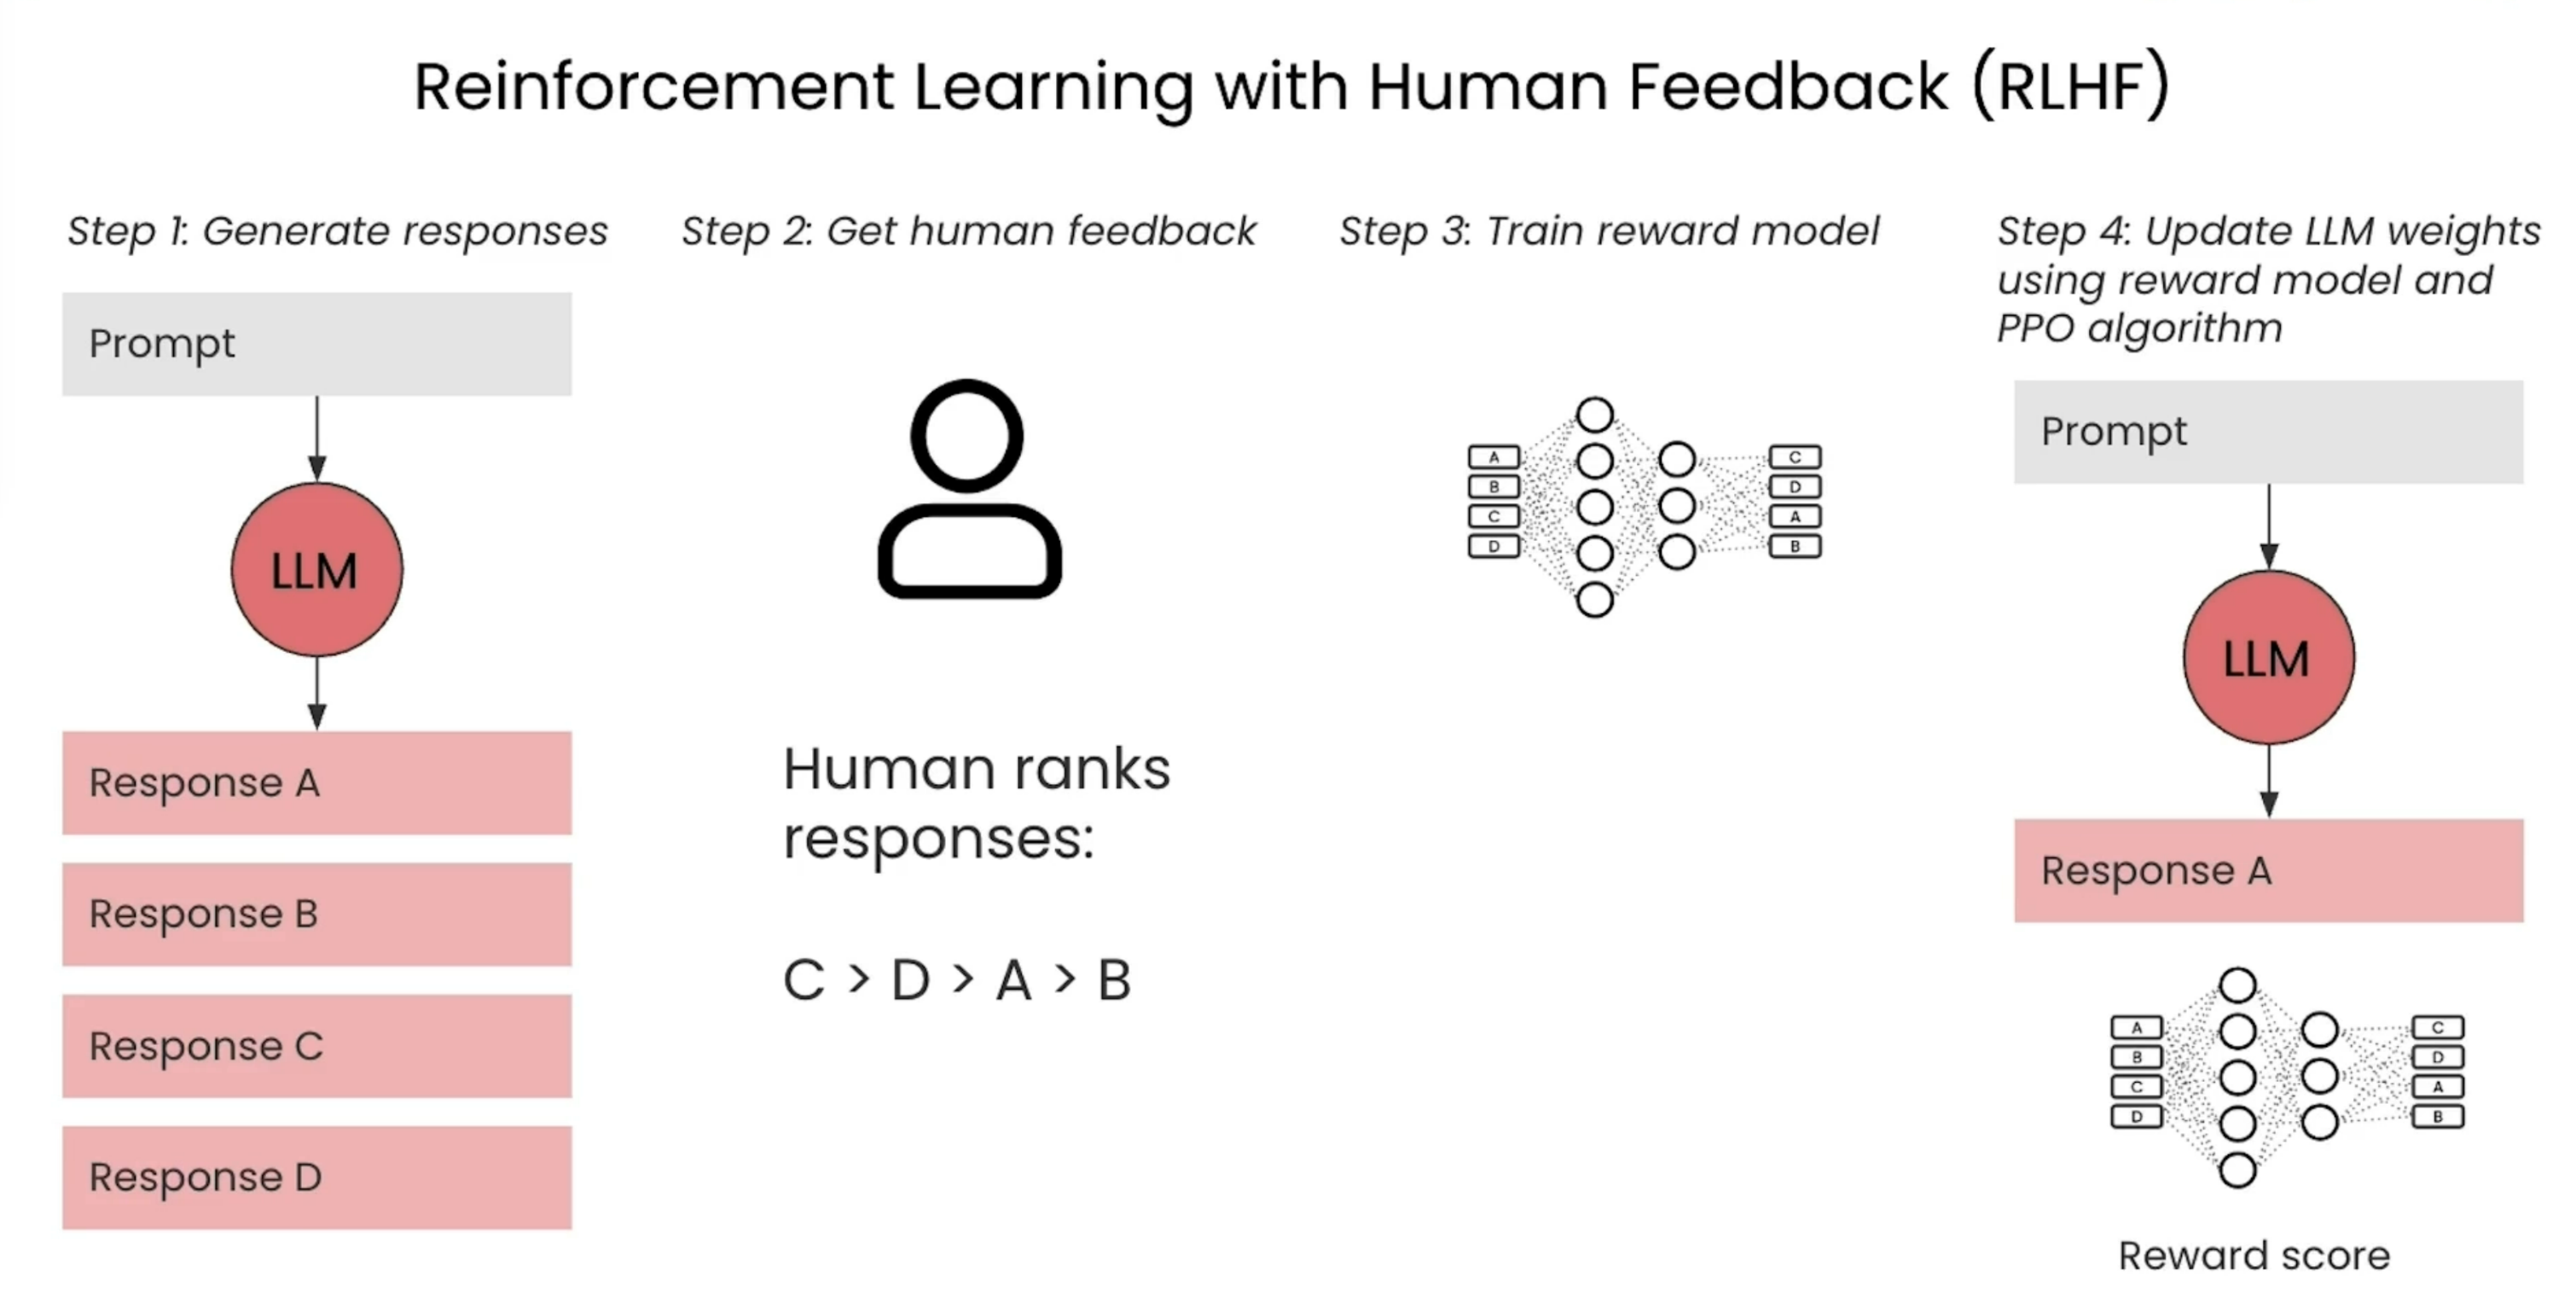 Reinforcement Learning with Human Feedback (RLHF)
Step 1: Generate responses
Prompt
LLM
Response A
Response B
Response C
Response D
Step 2: Get human feedback
Human ranks
responses:
C > D > A > B
Step 3: Train reward model
A
B
C
D
C
D
A
B
Step 4: Update LLM weights
using reward model and
PPO algorithm
Prompt
LLM
Response A
A
B
C
D
C
D
A
B
Reward score